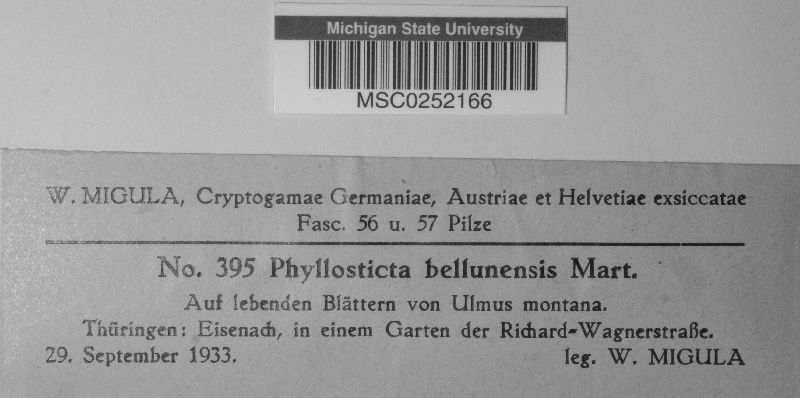 Michigan State University
MSC0252166
W. MIGULA, Cryptogamae Germaniae, Austriae et Helvetiae exsiccatae
Fasc. 56 u. 57 Pilze
No. 395 Phyllosticta bellunensis Mart.
Auf lebenden Blättern von Ulmus montana.
Thüringen: Eisenach, in einem Garten der Richard-Wagnerstraße.
29. September 1933. leg. W. MIGULA